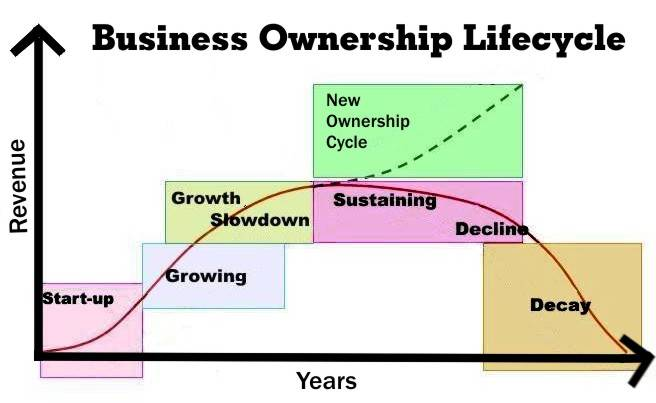 Business Ownership Lifecycle
Revenue
New
Ownership
Cycle
Growth
Slowdown
Sustaining
Decline
Growing
Start-up
Decay
Years